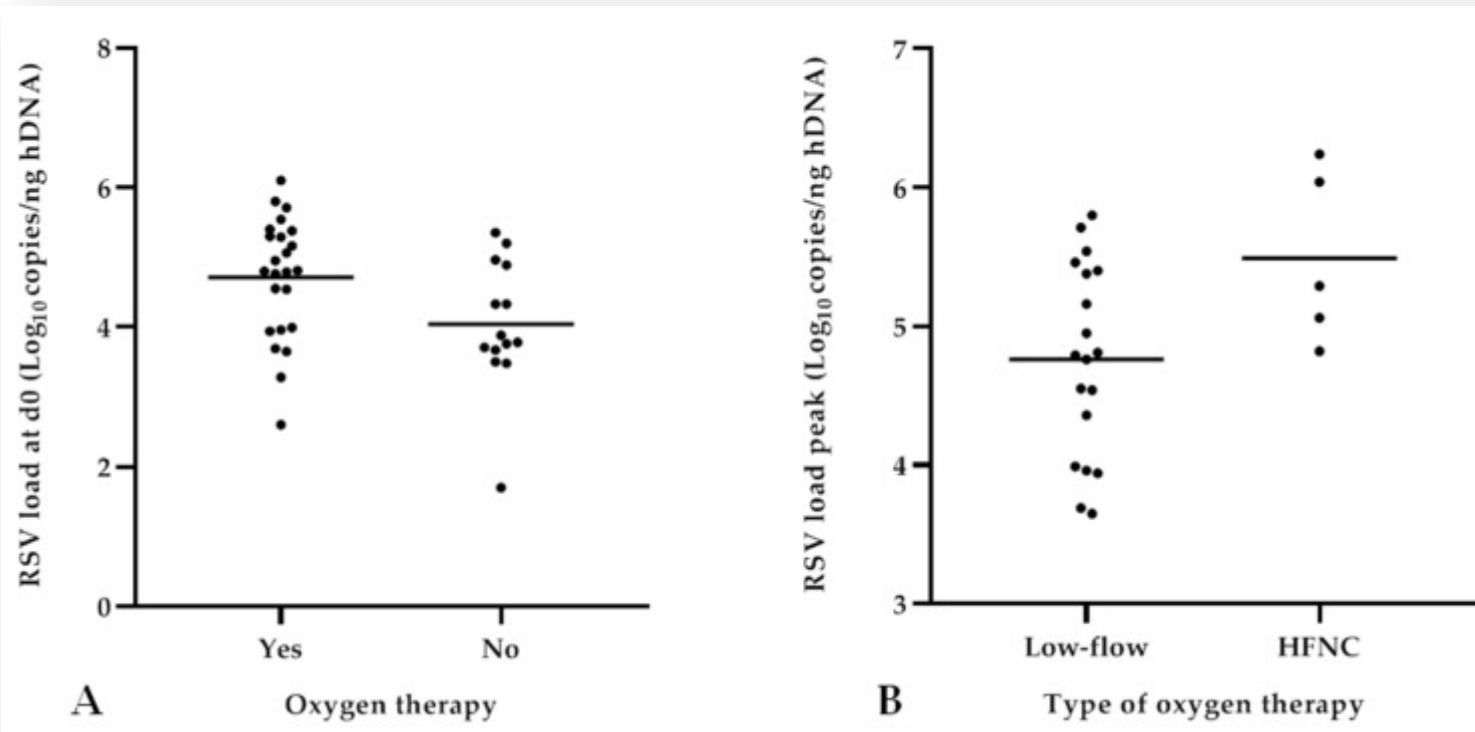 RSV load at d0 (Log10 copies/ng hDNA)
8
6
4
2
0
Yes No
Oxygen therapy
A
RSV load peak (Log10 copies/ng hDNA)
7
6
5
4
3
Low-flow HFNC
Type of oxygen therapy
B